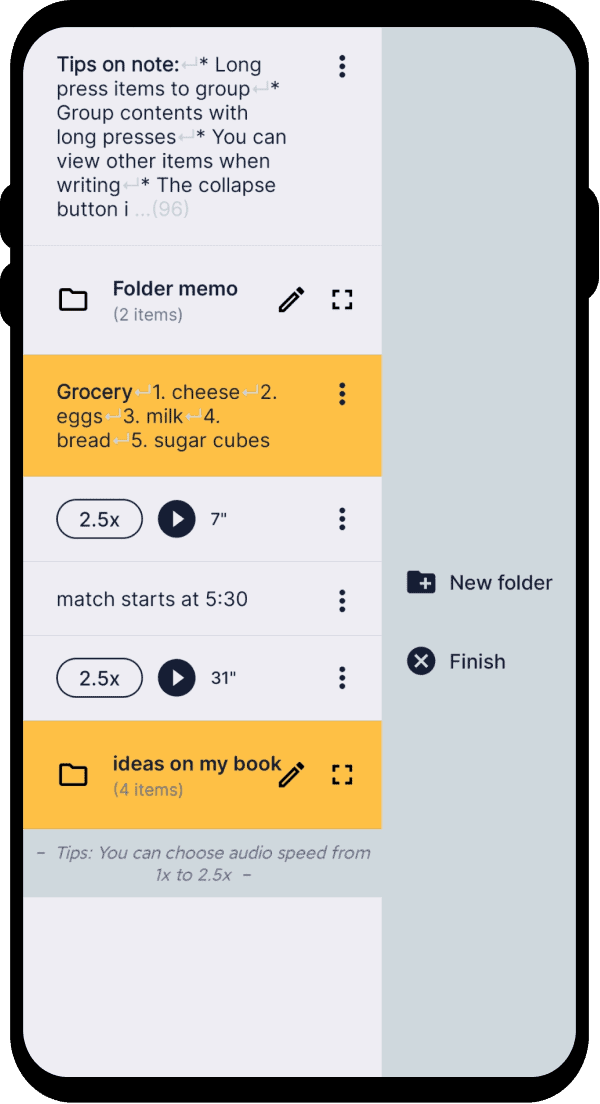 Tips on note:↵* Long
press items to group↵*
Group contents with
long presses↵* You can
view other items when
writing↵* The collapse
button i ...(96)
Folder memo
(2 items)
Grocery↵1. cheese↵2.
eggs↵3. milk↵4.
bread↵5. sugar cubes
2.5x 7"
match starts at 5:30
New folder
2.5x 31"
Finish
ideas on my book
(4 items)
– Tips: You can choose audio speed from
1x to 2.5x –